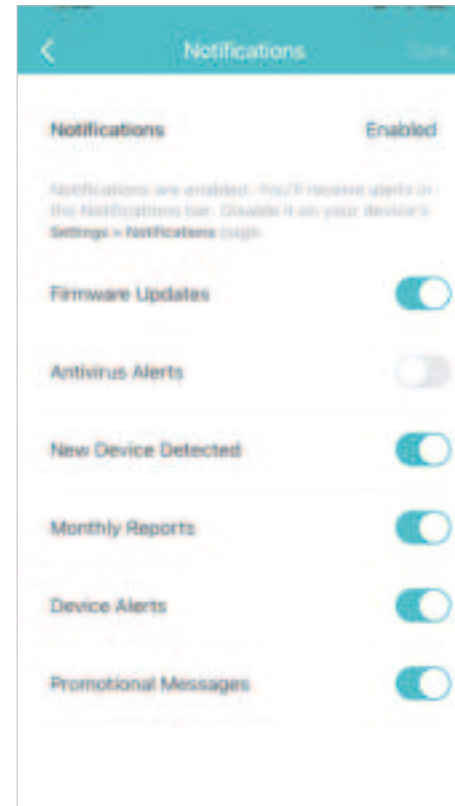 Notifications Save
Notifications Enabled
Notifications are enabled. You'll receive alerts in
the Notifications bar. Disable it on your device's
Settings > Notifications page.
Firmware Updates
Antivirus Alerts
New Device Detected
Monthly Reports
Device Alerts
Promotional Messages